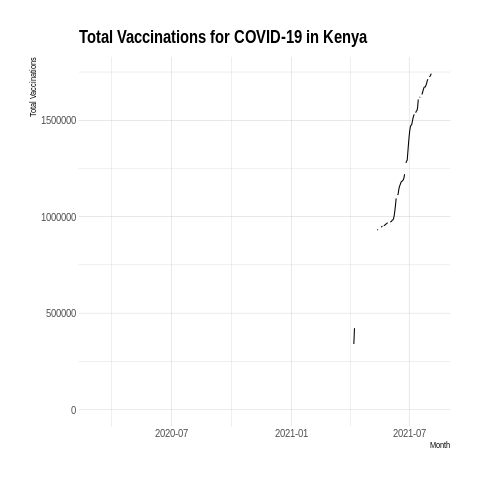 Total Vaccinations for COVID-19 in Kenya
Total Vaccinations
1500000
1000000
500000
0
2020-07 2021-01 2021-07
Month